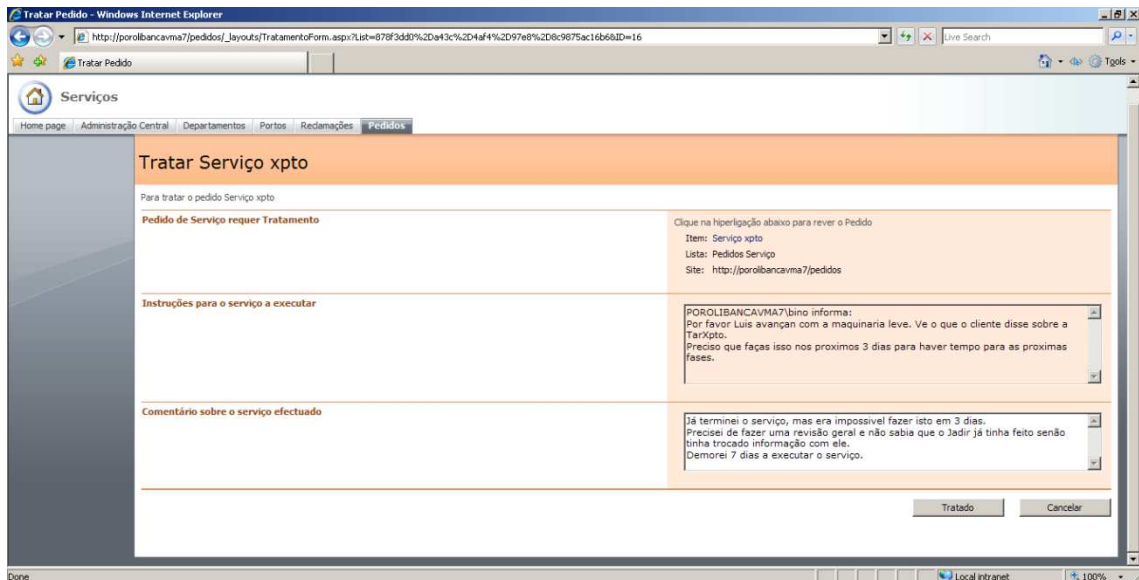 Tratar Pedido - Windows Internet Explorer
http://porolibancavma7/pedidos/_layouts/TratamentoForm.aspx?List=878f3dd0%2Da43c%2D4af4%2D97e8%2D8c9875ac16b6&ID=16
Live Search
Tratar Pedido
Tools
Serviços
Home page Administração Central Departamentos Portos Reclamações Pedidos
Tratar Serviço xpto
Para tratar o pedido Serviço xpto
Pedido de Serviço requer Tratamento
Clique na hiperligação abaixo para rever o Pedido
Item: Serviço xpto
Lista: Pedidos Serviço
Site: http://porolibancavma7/pedidos
Instruções para o serviço a executar
POROLIBANCAVMA7\bino informa:
Por favor Luis avançan com a maquinaria leve. Ve o que o cliente disse sobre a
TarXpto.
Preciso que faças isso nos proximos 3 dias para haver tempo para as proximas
fases.
Comentário sobre o serviço efectuado
Já terminei o serviço, mas era impossivel fazer isto em 3 dias.
Precisei de fazer uma revisão geral e não sabia que o Jadir já tinha feito senão
tinha trocado informação com ele.
Demorei 7 dias a executar o serviço.
Tratado Cancelar
Done Local intranet 100%